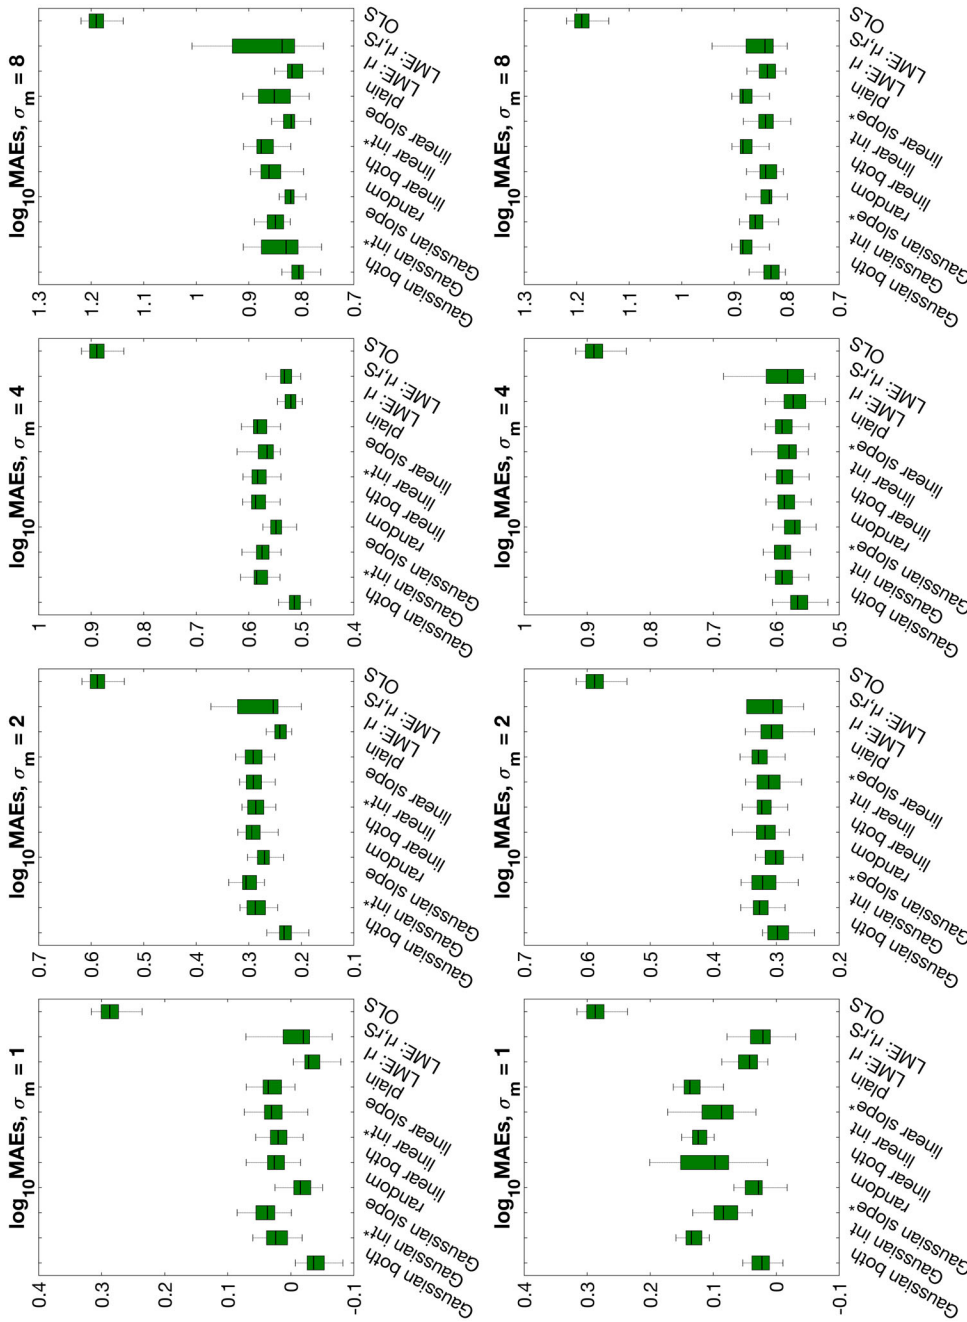 log10MAEs, σm = 1
0.4
0.3
0.2
0.1
0
-0.1
Gaussian both
Gaussian int*
Gaussian slope
random
linear both
linear int*
linear slope
plain
LME: rI
LME: rI,rS
OLS
log10MAEs, σm = 2
0.7
0.6
0.5
0.4
0.3
0.2
0.1
Gaussian both
Gaussian int*
Gaussian slope
random
linear both
linear int*
linear slope
plain
LME: rI
LME: rI,rS
OLS
log10MAEs, σm = 4
1
0.9
0.8
0.7
0.6
0.5
0.4
Gaussian both
Gaussian int*
Gaussian slope
random
linear both
linear int*
linear slope
plain
LME: rI
LME: rI,rS
OLS
log10MAEs, σm = 8
1.3
1.2
1.1
1
0.9
0.8
0.7
Gaussian both
Gaussian int*
Gaussian slope
random
linear both
linear int*
linear slope
plain
LME: rI
LME: rI,rS
OLS
log10MAEs, σm = 1
0.4
0.3
0.2
0.1
0
-0.1
Gaussian both
Gaussian int
Gaussian slope*
random
linear both
linear int
linear slope*
plain
LME: rI
LME: rI,rS
OLS
log10MAEs, σm = 2
0.7
0.6
0.5
0.4
0.3
0.2
Gaussian both
Gaussian int
Gaussian slope*
random
linear both
linear int
linear slope*
plain
LME: rI
LME: rI,rS
OLS
log10MAEs, σm = 4
1
0.9
0.8
0.7
0.6
0.5
Gaussian both
Gaussian int
Gaussian slope*
random
linear both
linear int
linear slope*
plain
LME: rI
LME: rI,rS
OLS
log10MAEs, σm = 8
1.3
1.2
1.1
1
0.9
0.8
0.7
Gaussian both
Gaussian int
Gaussian slope*
random
linear both
linear int
linear slope*
plain
LME: rI
LME: rI,rS
OLS